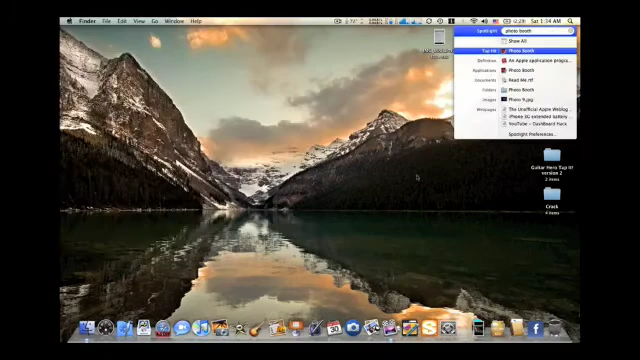 Finder File Edit View Go Window Help
(2:29) Sat 1:14 AM
Spotlight photo booth
Show All
Top Hit Photo Booth
Definition An Apple application progra...
Applications Photo Booth
Documents Read Me.rtf
Folders Photo Booth
Images Photo 9.jpg
Webpages The Unofficial Apple Weblog...
iPhone 3G extended battery...
YouTube - Dashboard Hack
Spotlight Preferences...
Guitar Hero Tap It!
version 2
2 items
Crack
4 items